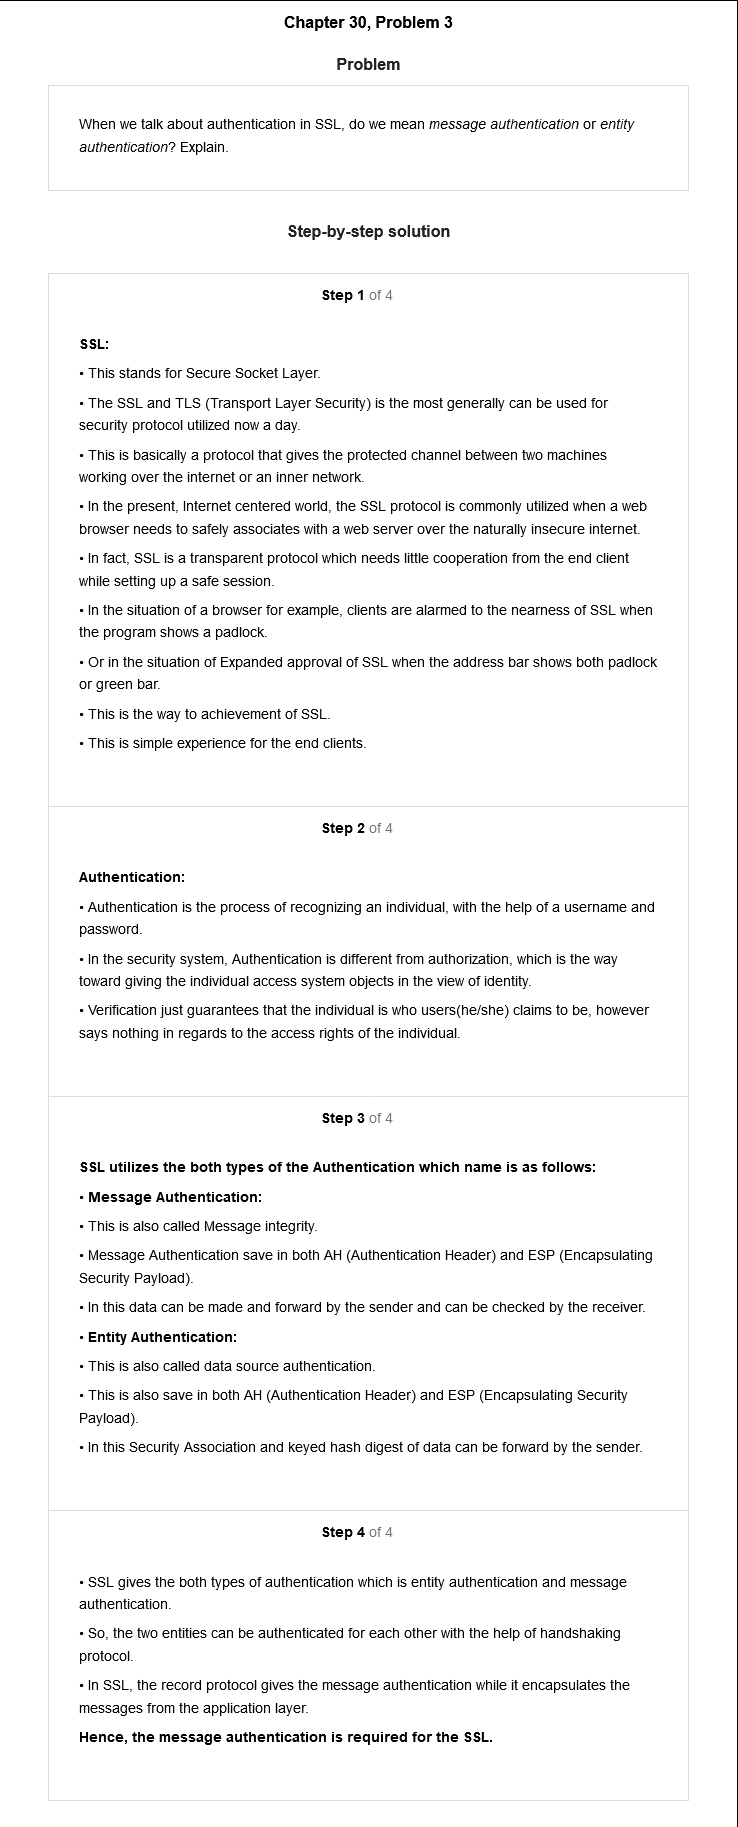 Chapter 30, Problem 3
Problem
When we talk about authentication in SSL, do we mean message authentication or entity
authentication? Explain.
Step-by-step solution
Step 1 of 4
SSL:
• This stands for Secure Socket Layer.
• The SSL and TLS (Transport Layer Security) is the most generally can be used for
security protocol utilized now a day.
• This is basically a protocol that gives the protected channel between two machines
working over the internet or an inner network.
• In the present, Internet centered world, the SSL protocol is commonly utilized when a web
browser needs to safely associates with a web server over the naturally insecure internet.
• In fact, SSL is a transparent protocol which needs little cooperation from the end client
while setting up a safe session.
• In the situation of a browser for example, clients are alarmed to the nearness of SSL when
the program shows a padlock.
• Or in the situation of Expanded approval of SSL when the address bar shows both padlock
or green bar.
• This is the way to achievement of SSL.
• This is simple experience for the end clients.
Step 2 of 4
Authentication:
• Authentication is the process of recognizing an individual, with the help of a username and
password.
• In the security system, Authentication is different from authorization, which is the way
toward giving the individual access system objects in the view of identity.
• Verification just guarantees that the individual is who users(he/she) claims to be, however
says nothing in regards to the access rights of the individual.
Step 3 of 4
SSL utilizes the both types of the Authentication which name is as follows:
• Message Authentication:
• This is also called Message integrity.
• Message Authentication save in both AH (Authentication Header) and ESP (Encapsulating
Security Payload).
• In this data can be made and forward by the sender and can be checked by the receiver.
• Entity Authentication:
• This is also called data source authentication.
• This is also save in both AH (Authentication Header) and ESP (Encapsulating Security
Payload).
• In this Security Association and keyed hash digest of data can be forward by the sender.
Step 4 of 4
• SSL gives the both types of authentication which is entity authentication and message
authentication.
• So, the two entities can be authenticated for each other with the help of handshaking
protocol.
• In SSL, the record protocol gives the message authentication while it encapsulates the
messages from the application layer.
Hence, the message authentication is required for the SSL.